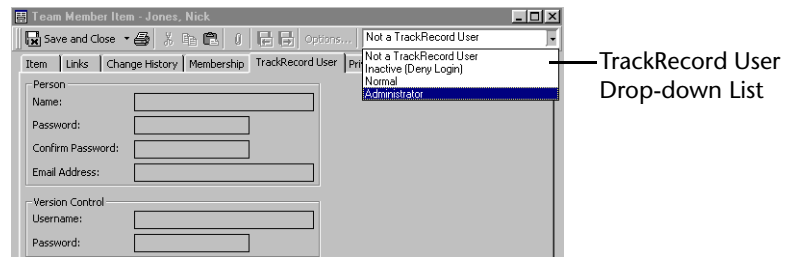 Team Member Item - Jones, Nick
Save and Close Options... Not a TrackRecord User
Item Links Change History Membership TrackRecord User
Not a TrackRecord User
Inactive (Deny Login)
Normal
Administrator
TrackRecord User
Drop-down List
Person
Name:
Password:
Confirm Password:
Email Address:
Version Control
Username:
Password: